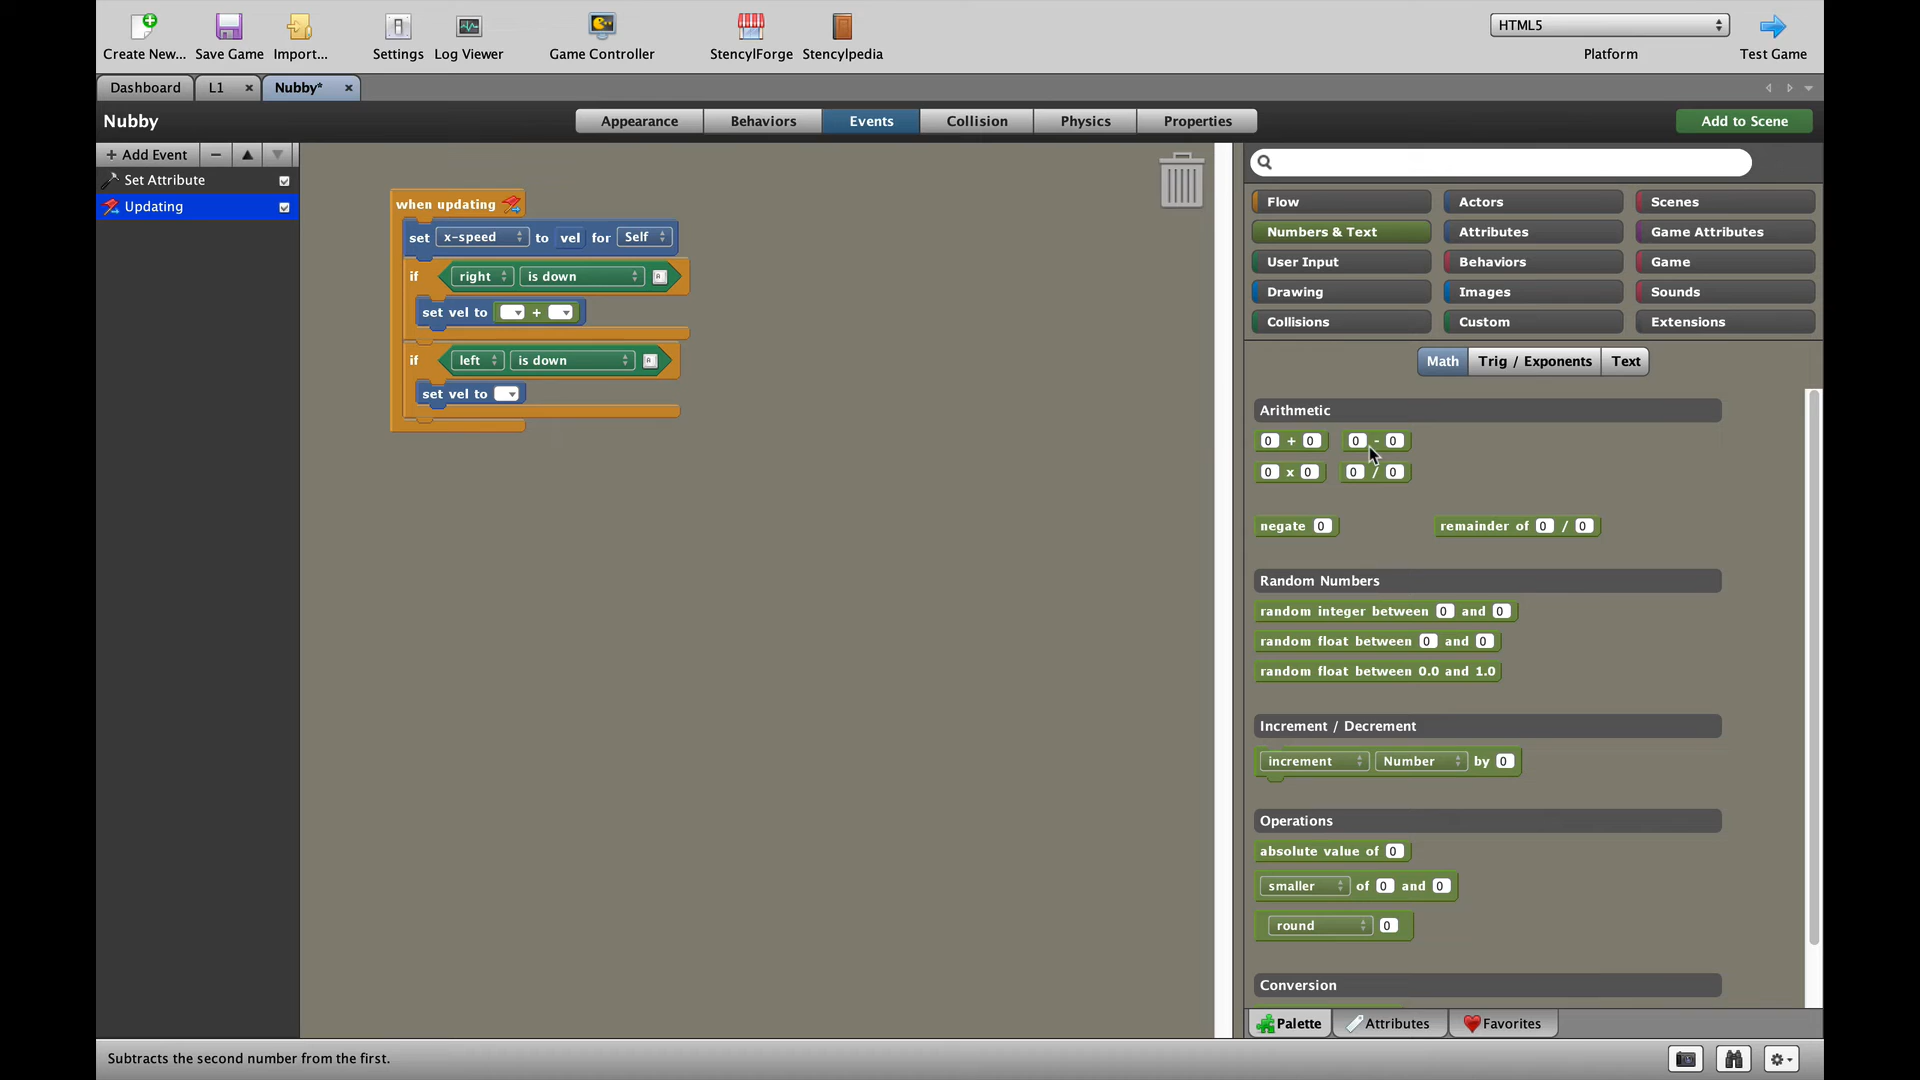 Create New... Save Game Import... Settings Log Viewer Game Controller StencylForge Stencylpedia HTML5 Platform Test Game
Dashboard L1 Nubby*
Nubby Appearance Behaviors Events Collision Physics Properties Add to Scene
+ Add Event
Set Attribute
Updating
when updating
set x-speed to vel for Self
if right is down
set vel to +
if left is down
set vel to
Flow Actors Scenes
Numbers & Text Attributes Game Attributes
User Input Behaviors Game
Drawing Images Sounds
Collisions Custom Extensions
Math Trig / Exponents Text
Arithmetic
0 + 0 0 - 0
0 x 0 0 / 0
negate 0 remainder of 0 / 0
Random Numbers
random integer between 0 and 0
random float between 0 and 0
random float between 0.0 and 1.0
Increment / Decrement
increment Number by 0
Operations
absolute value of 0
smaller of 0 and 0
round 0
Conversion
Palette Attributes Favorites
Subtracts the second number from the first.